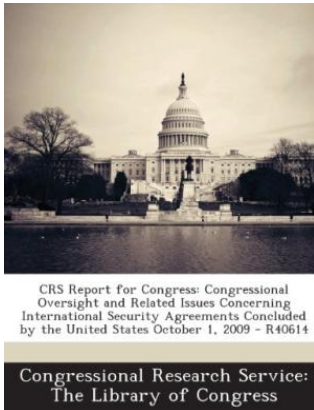 CRS Report for Congress: Congressional
Oversight and Related Issues Concerning
International Security Agreements Concluded
by the United States October 1, 2009 - R40614
Congressional Research Service:
The Library of Congress